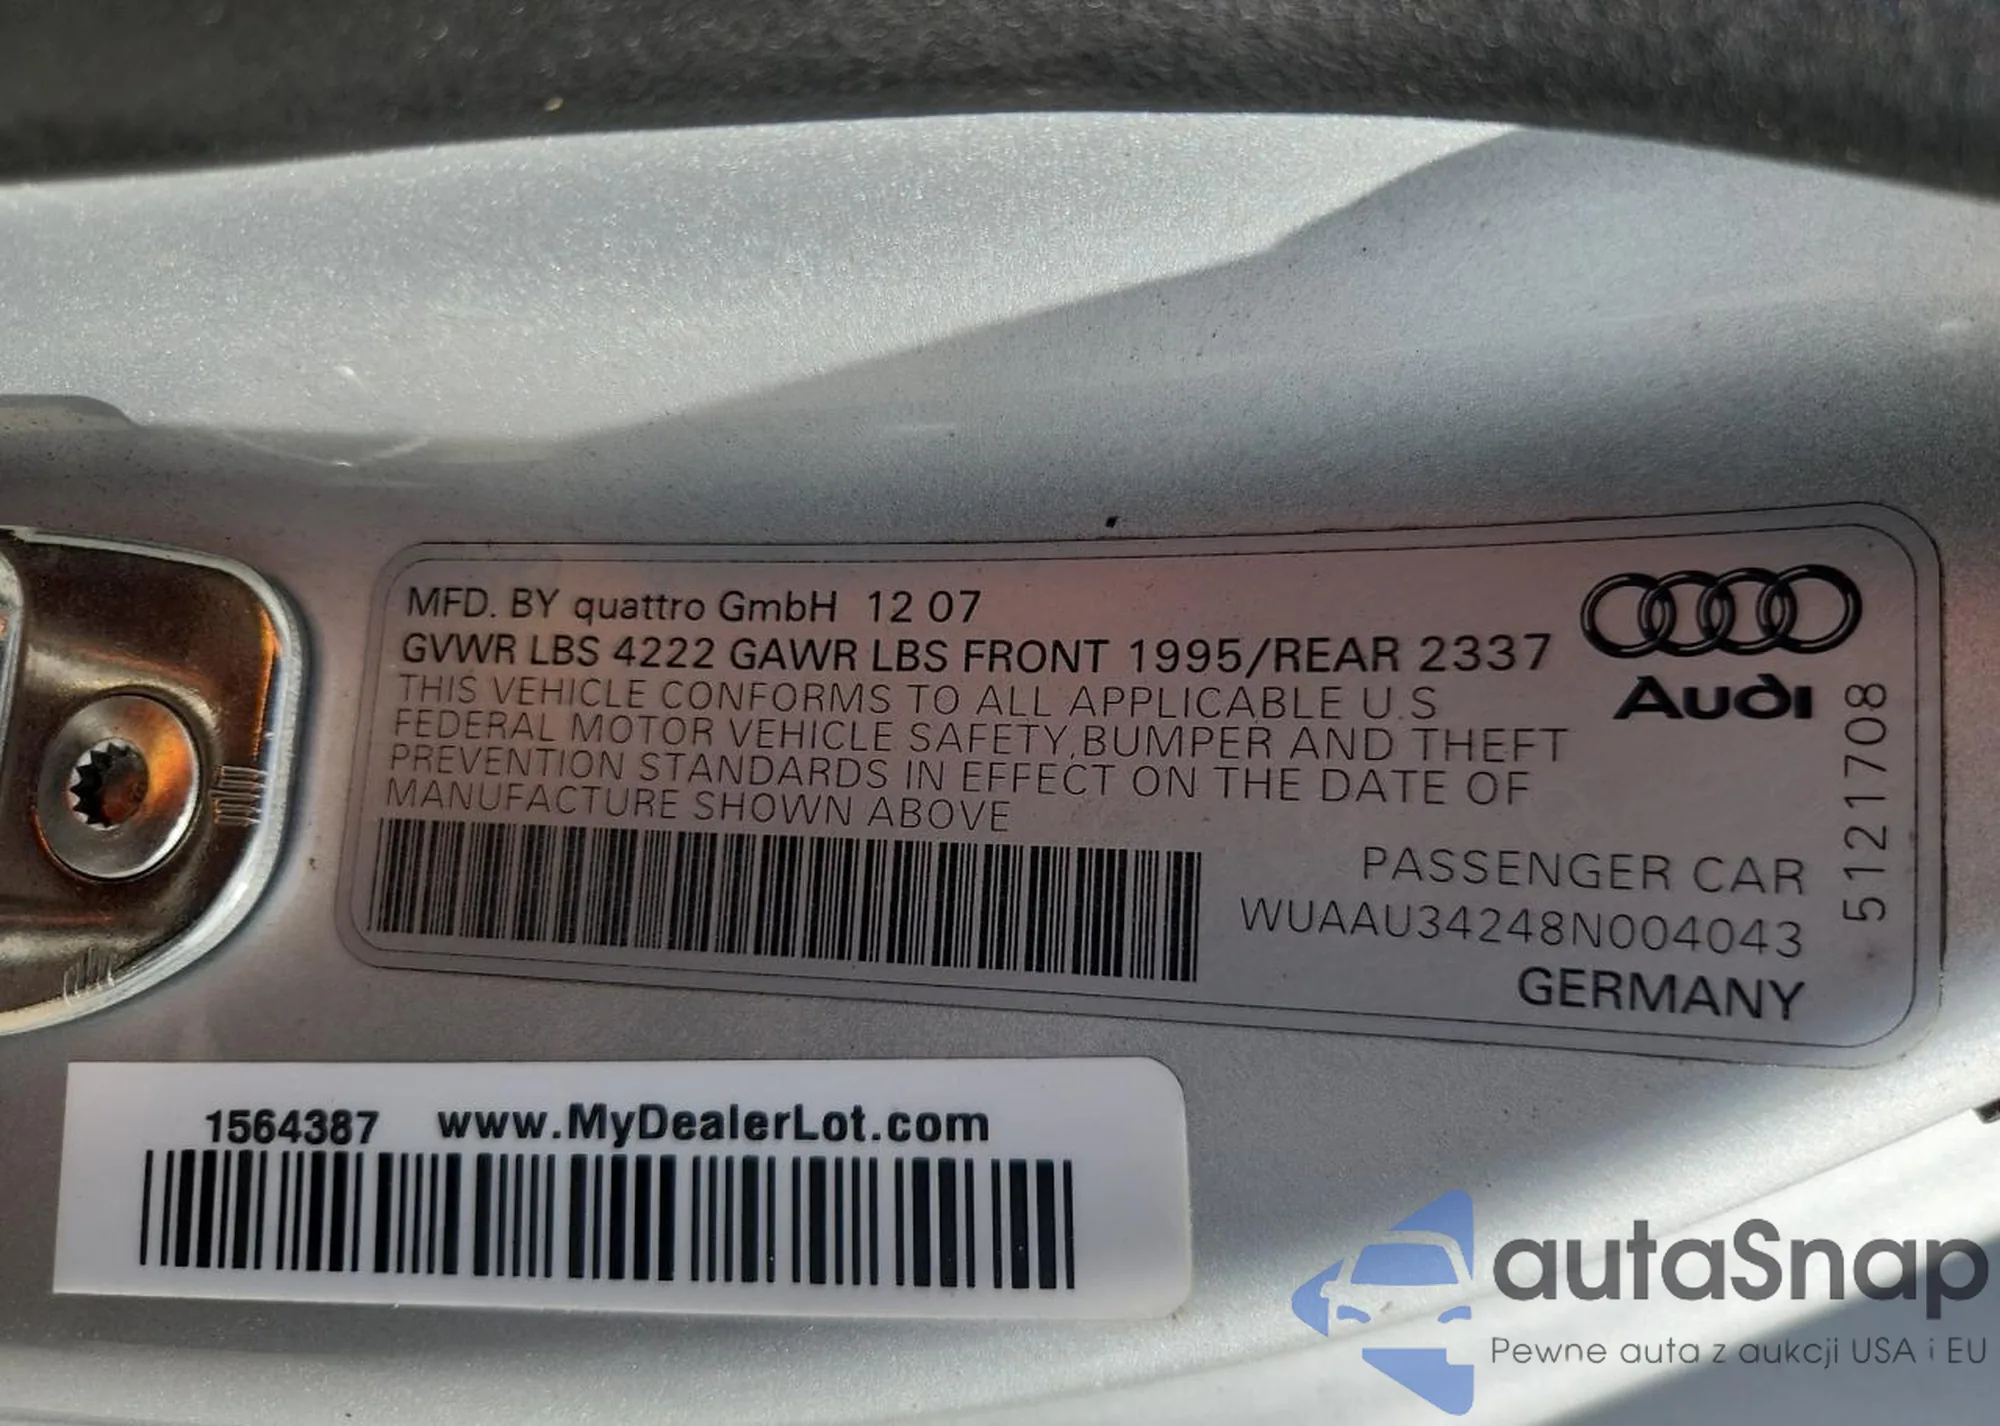 MFD. BY quattro GmbH 12 07
GVWR LBS 4222 GAWR LBS FRONT 1995/REAR 2337
THIS VEHICLE CONFORMS TO ALL APPLICABLE U.S
FEDERAL MOTOR VEHICLE SAFETY,BUMPER AND THEFT
PREVENTION STANDARDS IN EFFECT ON THE DATE OF
MANUFACTURE SHOWN ABOVE
Audi
5121708
PASSENGER CAR
WUAAU34248N004043
GERMANY
1564387 www.MyDealerLot.com
autaSnap
Pewne auta z aukcji USA i EU